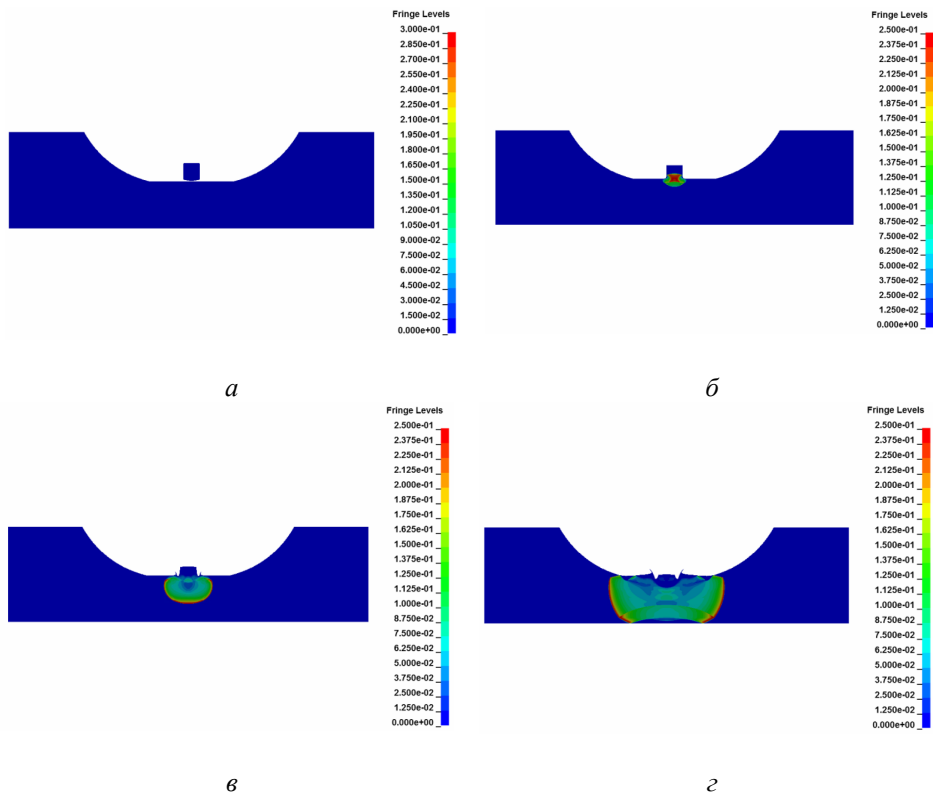 Fringe Levels
3.000e-01
2.850e-01
2.700e-01
2.550e-01
2.400e-01
2.250e-01
2.100e-01
1.950e-01
1.800e-01
1.650e-01
1.500e-01
1.350e-01
1.200e-01
1.050e-01
9.000e-02
7.500e-02
6.000e-02
4.500e-02
3.000e-02
1.500e-02
0.000e+00
а
Fringe Levels
2.500e-01
2.375e-01
2.250e-01
2.125e-01
2.000e-01
1.875e-01
1.750e-01
1.625e-01
1.500e-01
1.375e-01
1.250e-01
1.125e-01
1.000e-01
8.750e-02
7.500e-02
6.250e-02
5.000e-02
3.750e-02
2.500e-02
1.250e-02
0.000e+00
б
Fringe Levels
2.500e-01
2.375e-01
2.250e-01
2.125e-01
2.000e-01
1.875e-01
1.750e-01
1.625e-01
1.500e-01
1.375e-01
1.250e-01
1.125e-01
1.000e-01
8.750e-02
7.500e-02
6.250e-02
5.000e-02
3.750e-02
2.500e-02
1.250e-02
0.000e+00
в
Fringe Levels
2.500e-01
2.375e-01
2.250e-01
2.125e-01
2.000e-01
1.875e-01
1.750e-01
1.625e-01
1.500e-01
1.375e-01
1.250e-01
1.125e-01
1.000e-01
8.750e-02
7.500e-02
6.250e-02
5.000e-02
3.750e-02
2.500e-02
1.250e-02
0.000e+00
г